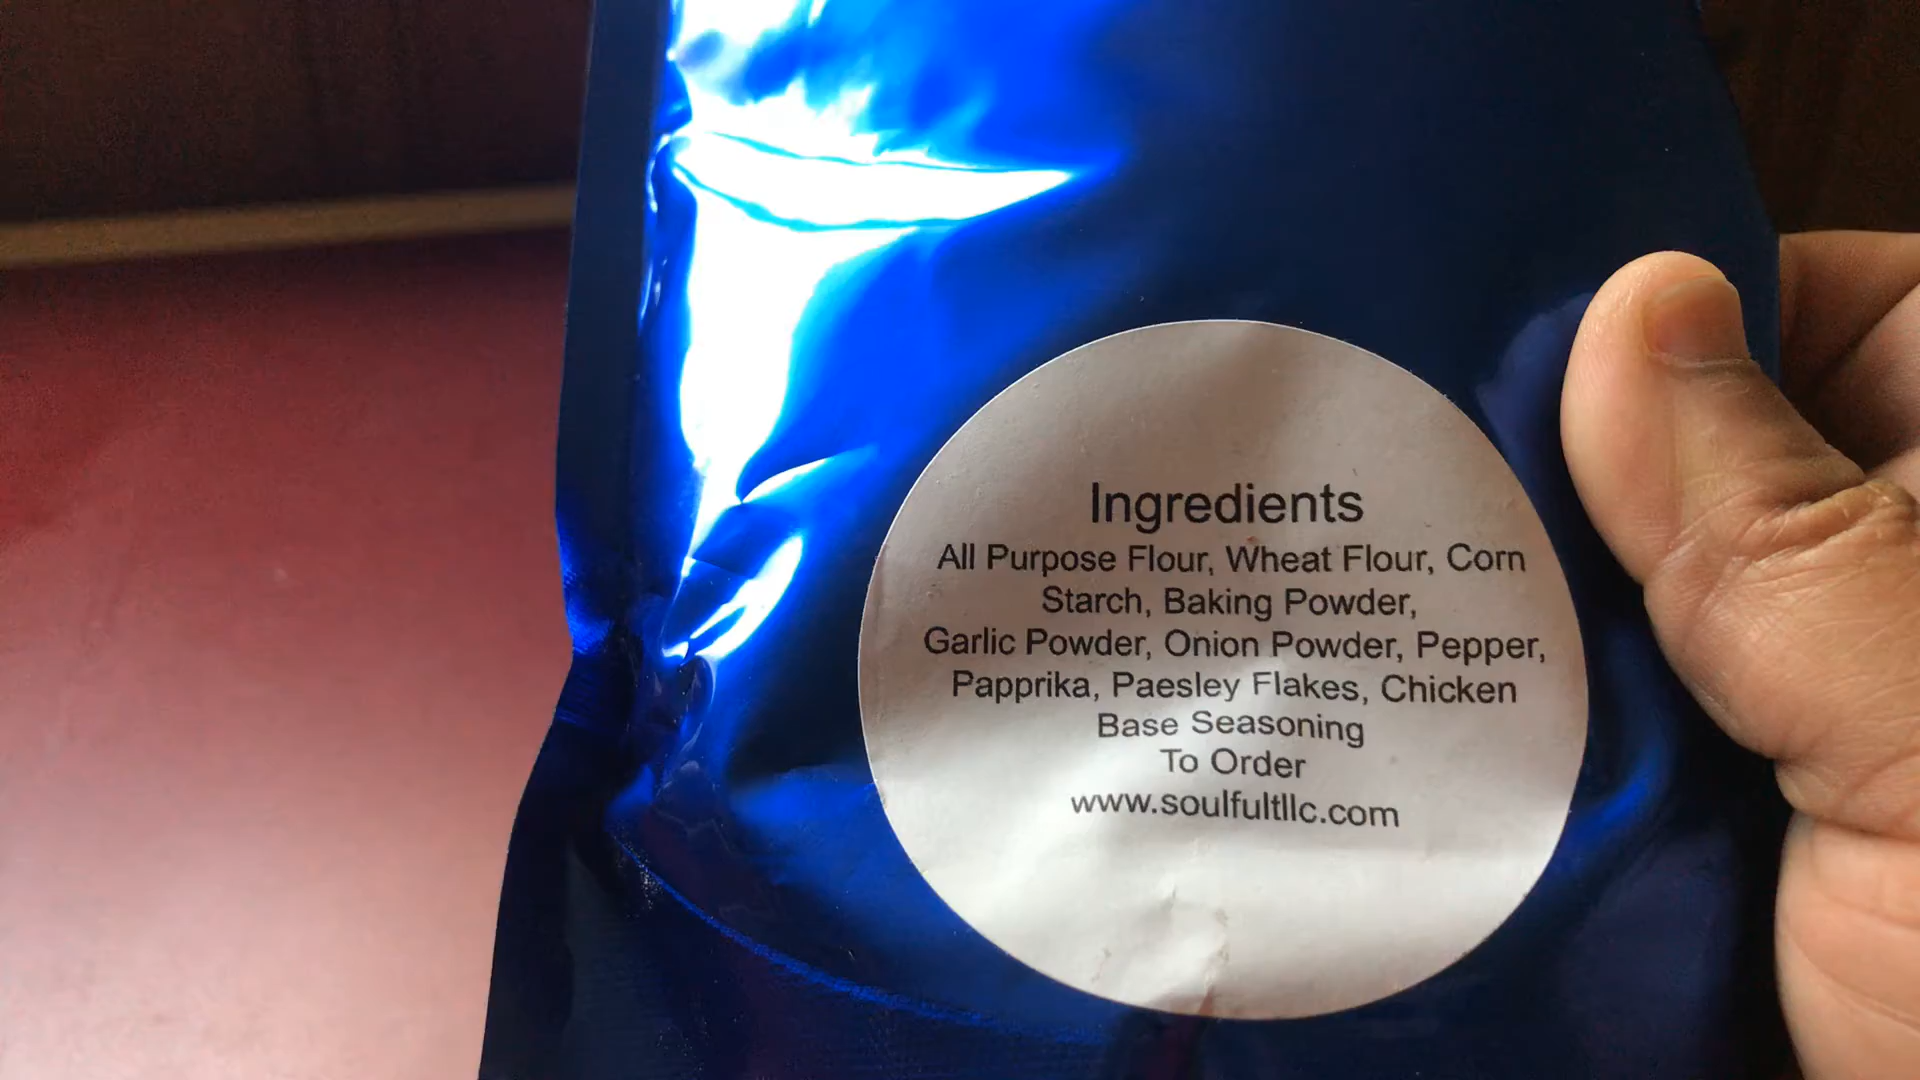 Ingredients
All Purpose Flour, Wheat Flour, Corn
Starch, Baking Powder,
Garlic Powder, Onion Powder, Pepper,
Papprika, Paesley Flakes, Chicken
Base Seasoning
To Order
www.soulfultllc.com